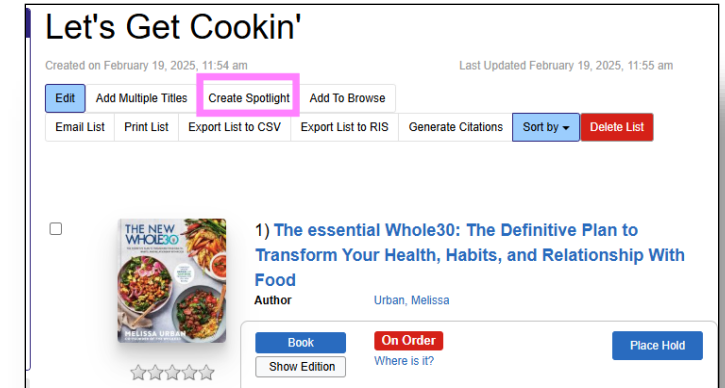 Let's Get Cookin'
Created on February 19, 2025, 11:54 am Last Updated February 19, 2025, 11:55 am
Edit Add Multiple Titles Create Spotlight Add To Browse
Email List Print List Export List to CSV Export List to RIS Generate Citations Sort by Delete List
THE NEW
WHOLE30
MELISSA URBAN
1) The essential Whole30: The Definitive Plan to
Transform Your Health, Habits, and Relationship With
Food
Author Urban, Melissa
Book On Order Place Hold
Show Edition Where is it?